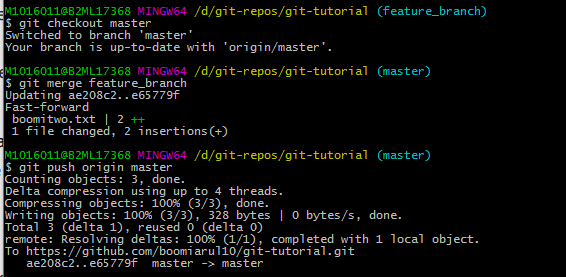 M1016011@B2ML17368 MINGW64 /d/git-repos/git-tutorial (feature_branch)
$ git checkout master
Switched to branch 'master'
Your branch is up-to-date with 'origin/master'.
M1016011@B2ML17368 MINGW64 /d/git-repos/git-tutorial (master)
$ git merge feature_branch
Updating ae208c2..e65779f
Fast-forward
 boomitwo.txt | 2 ++
 1 file changed, 2 insertions(+)
M1016011@B2ML17368 MINGW64 /d/git-repos/git-tutorial (master)
$ git push origin master
Counting objects: 3, done.
Delta compression using up to 4 threads.
Compressing objects: 100% (3/3), done.
Writing objects: 100% (3/3), 328 bytes | 0 bytes/s, done.
Total 3 (delta 1), reused 0 (delta 0)
remote: Resolving deltas: 100% (1/1), completed with 1 local object.
To https://github.com/boomiarul10/git-tutorial.git
   ae208c2..e65779f  master -> master